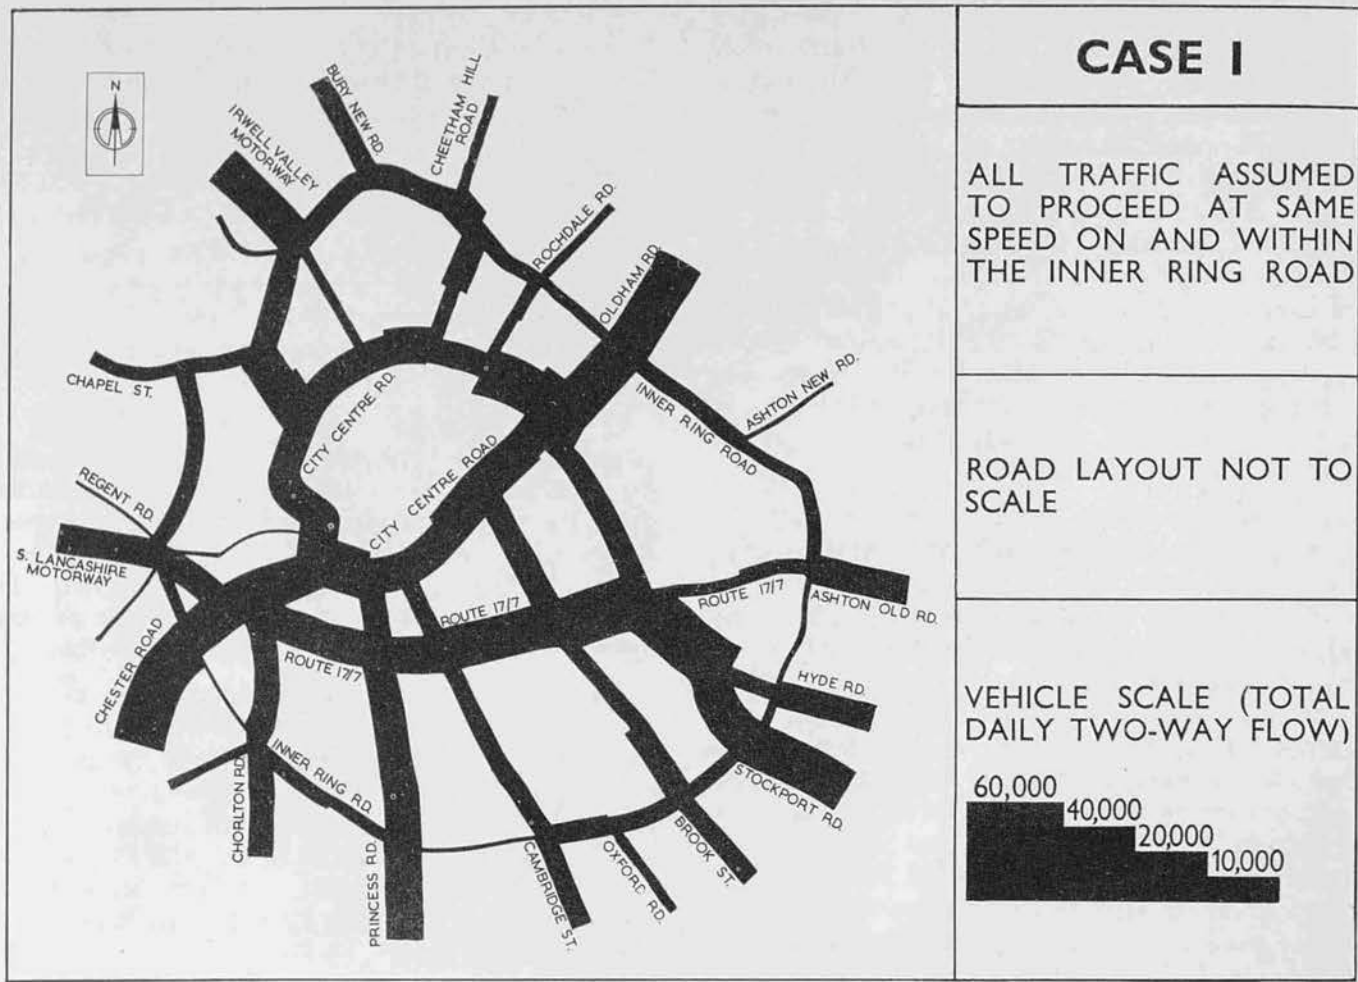 CASE I
ALL TRAFFIC ASSUMED
TO PROCEED AT SAME
SPEED ON AND WITHIN
THE INNER RING ROAD
ROAD LAYOUT NOT TO
SCALE
VEHICLE SCALE (TOTAL
DAILY TWO-WAY FLOW)
60,000
40,000
20,000
10,000
N
BURY NEW RD.
CHEETHAM HILL
ROAD
IRWELL VALLEY
MOTORWAY
ROCHDALE RD.
OLDHAM RD.
CHAPEL ST.
CITY CENTRE RD.
INNER RING ROAD
ASHTON NEW RD.
CITY CENTRE ROAD
REGENT RD.
S. LANCASHIRE
MOTORWAY
ROUTE 17/7
ROUTE 17/7
ASHTON OLD RD.
CHESTER ROAD
ROUTE 17/7
HYDE RD.
INNER RING RD.
CHORLTON RD.
STOCKPORT RD.
PRINCESS RD.
CAMBRIDGE ST.
OXFORD RD.
BROOK ST.